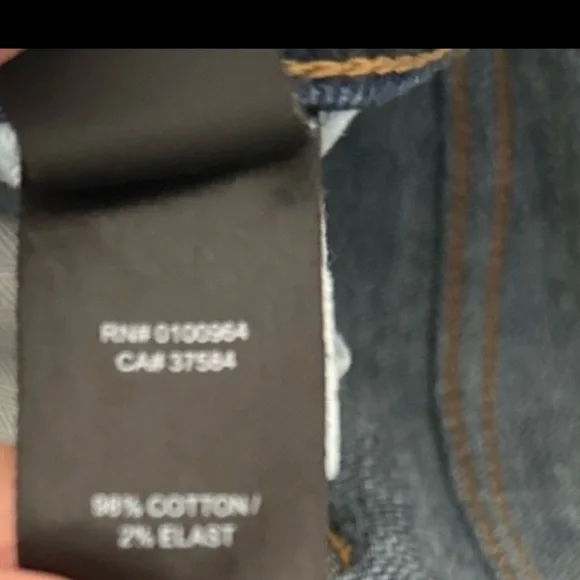 RN# 0100964
CA# 37584
98% COTTON/
2% ELAST